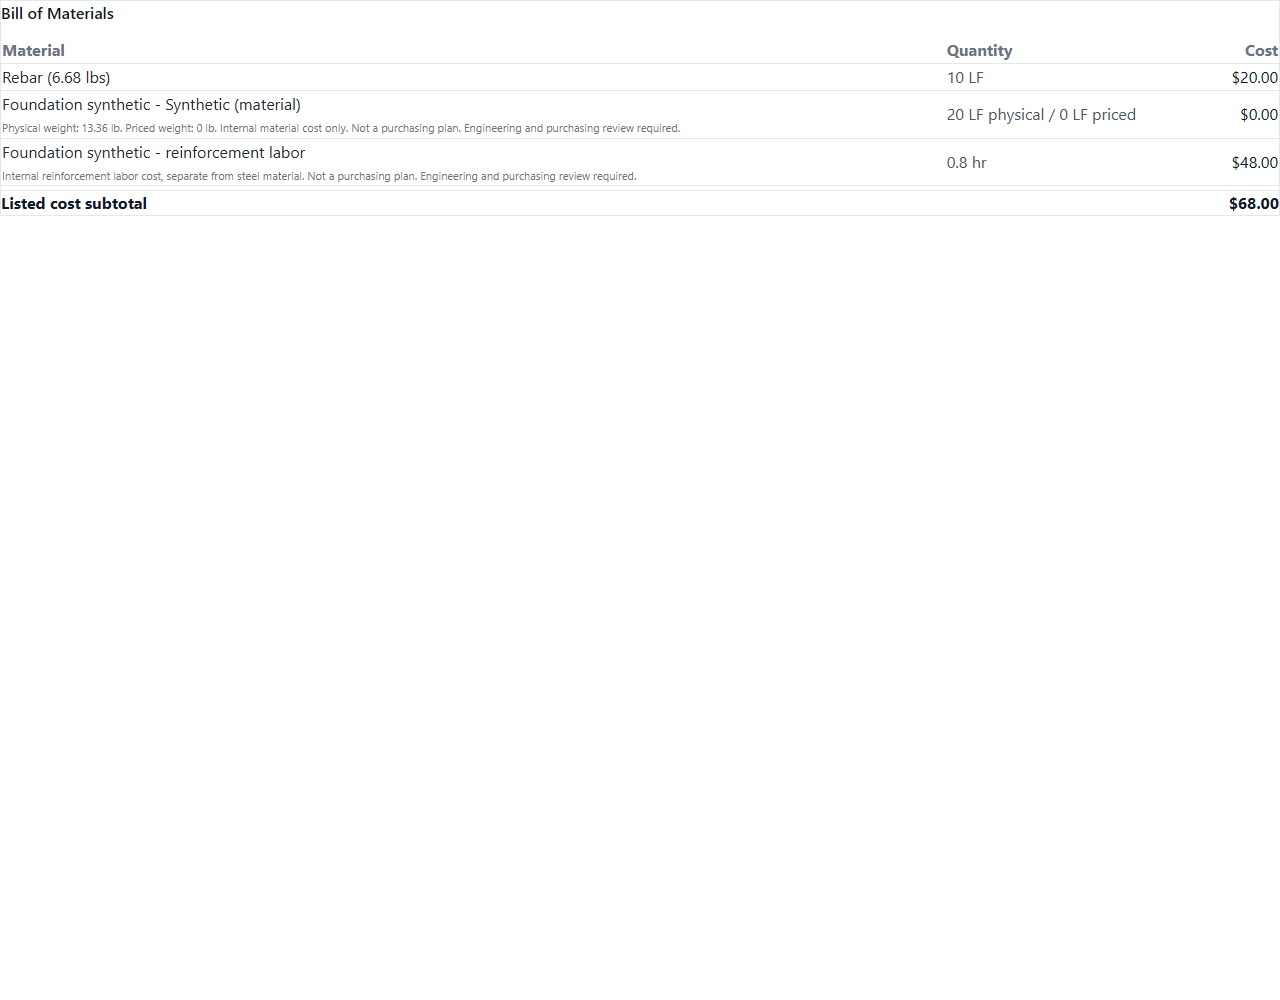 Bill of Materials
Material Quantity Cost
Rebar (6.68 lbs) 10 LF $20.00
Foundation synthetic - Synthetic (material) 20 LF physical / 0 LF priced $0.00
Physical weight: 13.36 lb. Priced weight: 0 lb. Internal material cost only. Not a purchasing plan. Engineering and purchasing review required.
Foundation synthetic - reinforcement labor 0.8 hr $48.00
Internal reinforcement labor cost, separate from steel material. Not a purchasing plan. Engineering and purchasing review required.
Listed cost subtotal $68.00